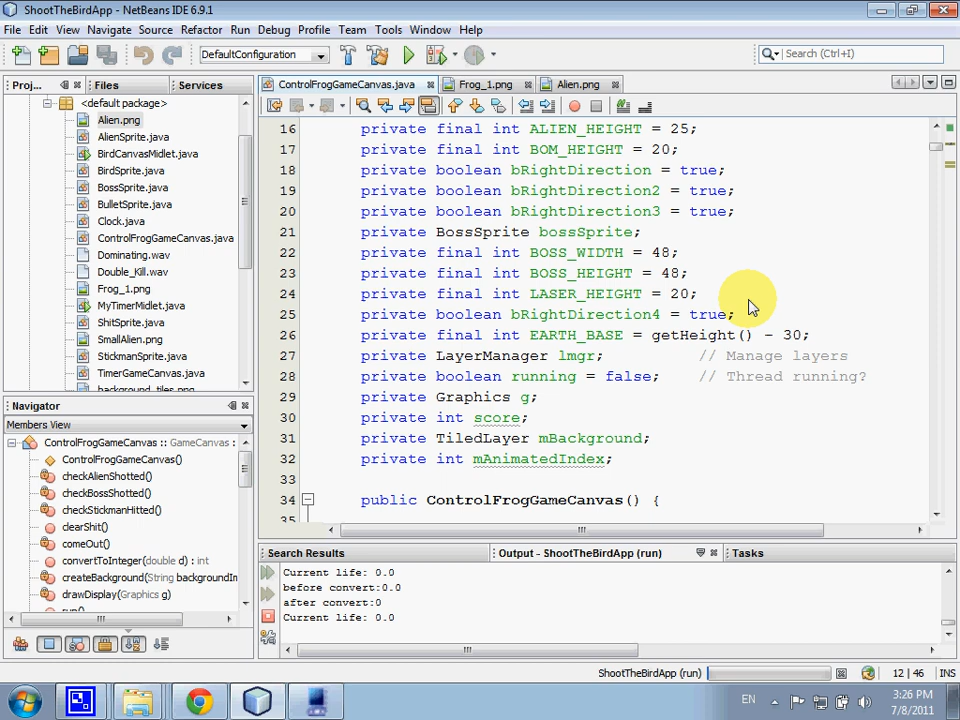 ShootTheBirdApp - NetBeans IDE 6.9.1
File Edit View Navigate Source Refactor Run Debug Profile Team Tools Window Help
DefaultConfiguration
Search (Ctrl+I)
Proj... Files Services
<default package>
Alien.png
AlienSprite.java
BirdCanvasMidlet.java
BirdSprite.java
BossSprite.java
BulletSprite.java
Clock.java
ControlFrogGameCanvas.java
Dominating.wav
Double_Kill.wav
Frog_1.png
MyTimerMidlet.java
ShitSprite.java
SmallAlien.png
StickmanSprite.java
TimerGameCanvas.java
background_tiles.png
Navigator
Members View
ControlFrogGameCanvas :: GameCanvas :
ControlFrogGameCanvas()
checkAlienShotted()
checkBossShotted()
checkStickmanHitted()
clearShit()
comeOut()
convertToInteger(double d) : int
createBackground(String backgroundIm
drawDisplay(Graphics g)
run()
ControlFrogGameCanvas.java Frog_1.png Alien.png
16 private final int ALIEN_HEIGHT = 25;
17 private final int BOM_HEIGHT = 20;
18 private boolean bRightDirection = true;
19 private boolean bRightDirection2 = true;
20 private boolean bRightDirection3 = true;
21 private BossSprite bossSprite;
22 private final int BOSS_WIDTH = 48;
23 private final int BOSS_HEIGHT = 48;
24 private final int LASER_HEIGHT = 20;
25 private boolean bRightDirection4 = true;
26 private final int EARTH_BASE = getHeight() - 30;
27 private LayerManager lmgr; // Manage layers
28 private boolean running = false; // Thread running?
29 private Graphics g;
30 private int score;
31 private TiledLayer mBackground;
32 private int mAnimatedIndex;
33
34 public ControlFrogGameCanvas() {
35
Search Results Output - ShootTheBirdApp (run) Tasks
Current life: 0.0
before convert:0.0
after convert:0
Current life: 0.0
ShootTheBirdApp (run) 12 | 46 INS
EN
3:26 PM
7/8/2011